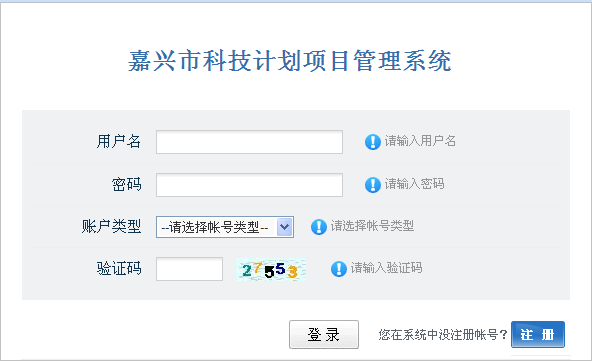 嘉兴市科技计划项目管理系统
用户名 请输入用户名
密码 请输入密码
账户类型 --请选择帐号类型-- 请选择帐号类型
验证码 27553 请输入验证码
登 录 您在系统中没注册帐号？ 注 册